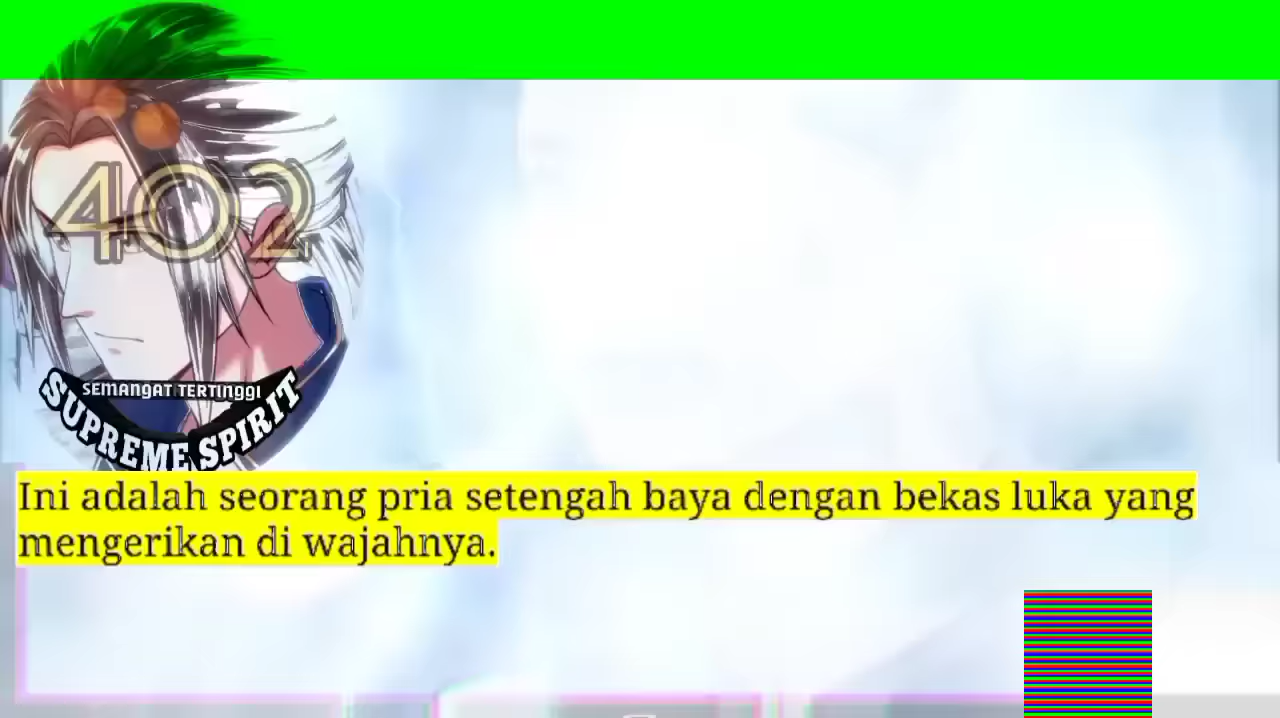 402
SEMANGAT TERTINGGI
SUPREME SPIRIT
Ini adalah seorang pria setengah baya dengan bekas luka yang
mengerikan di wajahnya.